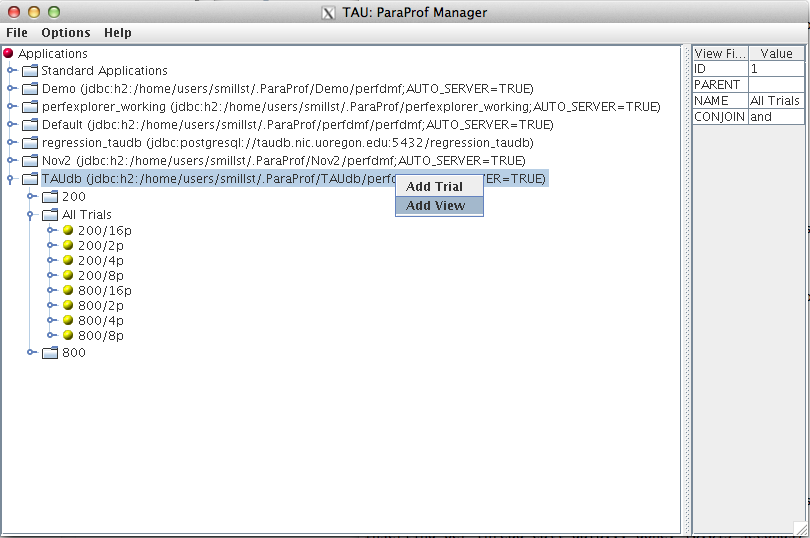 TAU: ParaProf Manager
File Options Help
Applications
Standard Applications
Demo (jdbc:h2:/home/users/smillst/.ParaProf/Demo/perfdmf;AUTO_SERVER=TRUE)
perfexplorer_working (jdbc:h2:/home/users/smillst/.ParaProf/perfexplorer_working;AUTO_SERVER=TRUE)
Default (jdbc:h2:/home/users/smillst/.ParaProf/perfdmf/perfdmf;AUTO_SERVER=TRUE)
regression_taudb (jdbc:postgresql://taudb.nic.uoregon.edu:5432/regression_taudb)
Nov2 (jdbc:h2:/home/users/smillst/.ParaProf/Nov2/perfdmf;AUTO_SERVER=TRUE)
TAUdb (jdbc:h2:/home/users/smillst/.ParaProf/TAUdb/perf VER=TRUE)
Add Trial
Add View
200
All Trials
200/16p
200/2p
200/4p
200/8p
800/16p
800/2p
800/4p
800/8p
800
View Fi... Value
ID 1
PARENT
NAME All Trials
CONJOIN and